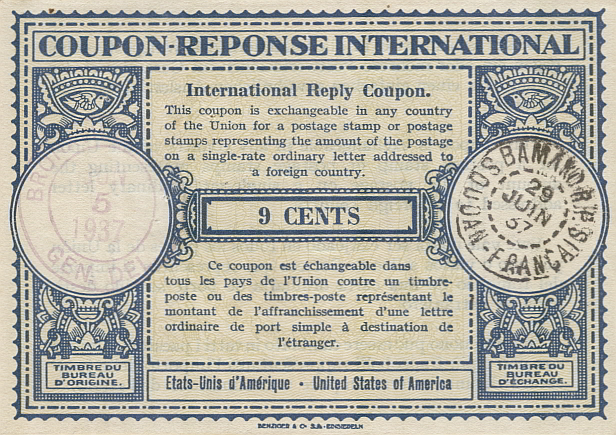 COUPON-REPONSE INTERNATIONAL
International Reply Coupon.
This coupon is exchangeable in any country
of the Union for a postage stamp or postage
stamps representing the amount of the postage
on a single-rate ordinary letter addressed to
a foreign country.
9 CENTS
Ce coupon est échangeable dans
tous les pays de l'Union contre un timbre-
poste ou des timbres-poste représentant le
montant de l'affranchissement d'une lettre
ordinaire de port simple à destination de
l'étranger.
5
1937
GEN. DEL
BAMAKO
29
JUIN
37
SOUDAN FRANÇAIS
TIMBRE DU
BUREAU
D'ORIGINE.
Etats-Unis d'Amérique · United States of America
TIMBRE DU
BUREAU
D'ÉCHANGE.
BENZIGER & Co S.A. EINSIEDELN